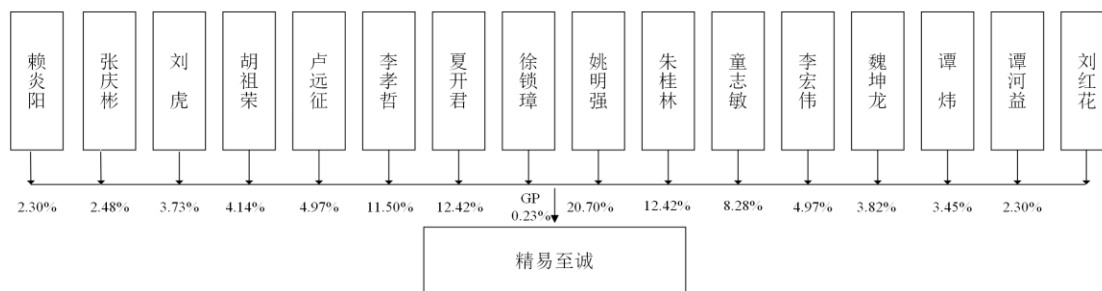 赖炎阳
张庆彬
刘 虎
胡祖荣
卢远征
李孝哲
夏开君
徐锁璋
姚明强
朱桂林
童志敏
李宏伟
魏坤龙
谭 炜
谭河益
刘红花
2.30%
2.48%
3.73%
4.14%
4.97%
11.50%
12.42%
GP
0.23%
20.70%
12.42%
8.28%
4.97%
3.82%
3.45%
2.30%
精易至诚